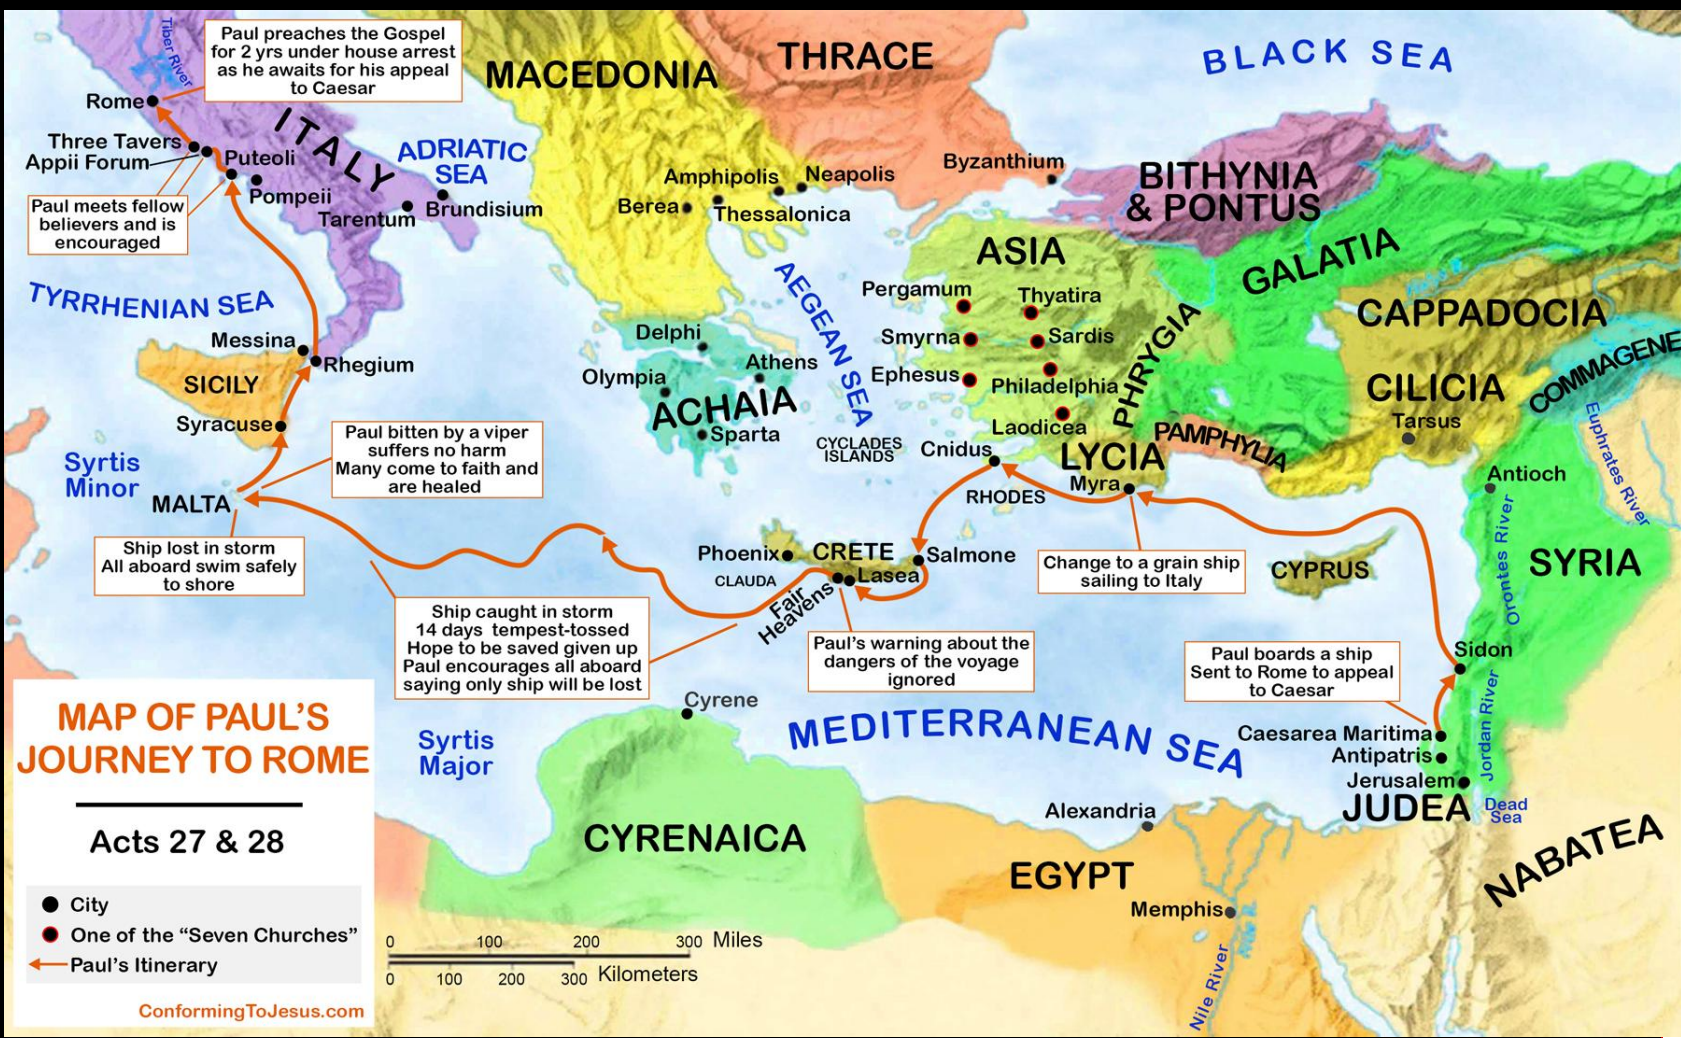 Tiber River
Paul preaches the Gospel
for 2 yrs under house arrest
as he awaits for his appeal
to Caesar
MACEDONIA
THRACE
BLACK SEA
Rome
ITALY
Three Tavers
Appii Forum
Puteoli
Pompeii
ADRIATIC
SEA
Tarentum
Brundisium
Paul meets fellow
believers and is
encouraged
Amphipolis
Neapolis
Berea
Thessalonica
Byzanthium
BITHYNIA
& PONTUS
ASIA
GALATIA
TYRRHENIAN SEA
AEGEAN SEA
Pergamum
Thyatira
Smyrna
Sardis
Ephesus
Philadelphia
Laodicea
PHRYGIA
CAPPADOCIA
COMMAGENE
CILICIA
Tarsus
Euphrates River
Messina
Rhegium
SICILY
Syracuse
Delphi
Athens
Olympia
ACHAIA
Sparta
CYCLADES
ISLANDS
Cnidus
LYCIA
PAMPHYLIA
Myra
RHODES
Antioch
Orontes River
SYRIA
Syrtis
Minor
MALTA
Paul bitten by a viper
suffers no harm
Many come to faith and
are healed
Ship lost in storm
All aboard swim safely
to shore
Phoenix
CRETE
Salmone
CLAUDA
Lasea
Fair
Heavens
Change to a grain ship
sailing to Italy
CYPRUS
Ship caught in storm
14 days tempest-tossed
Hope to be saved given up
Paul encourages all aboard
saying only ship will be lost
Paul's warning about the
dangers of the voyage
ignored
Paul boards a ship
Sent to Rome to appeal
to Caesar
Sidon
Jordan River
Caesarea Maritima
Antipatris
Jerusalem
JUDEA
Dead
Sea
NABATEA
Cyrene
Syrtis
Major
MEDITERRANEAN SEA
CYRENAICA
Alexandria
EGYPT
Memphis
Nile River
MAP OF PAUL'S
JOURNEY TO ROME
Acts 27 & 28
City
One of the “Seven Churches”
Paul's Itinerary
ConformingToJesus.com
0 100 200 300 Miles
0 100 200 300 Kilometers